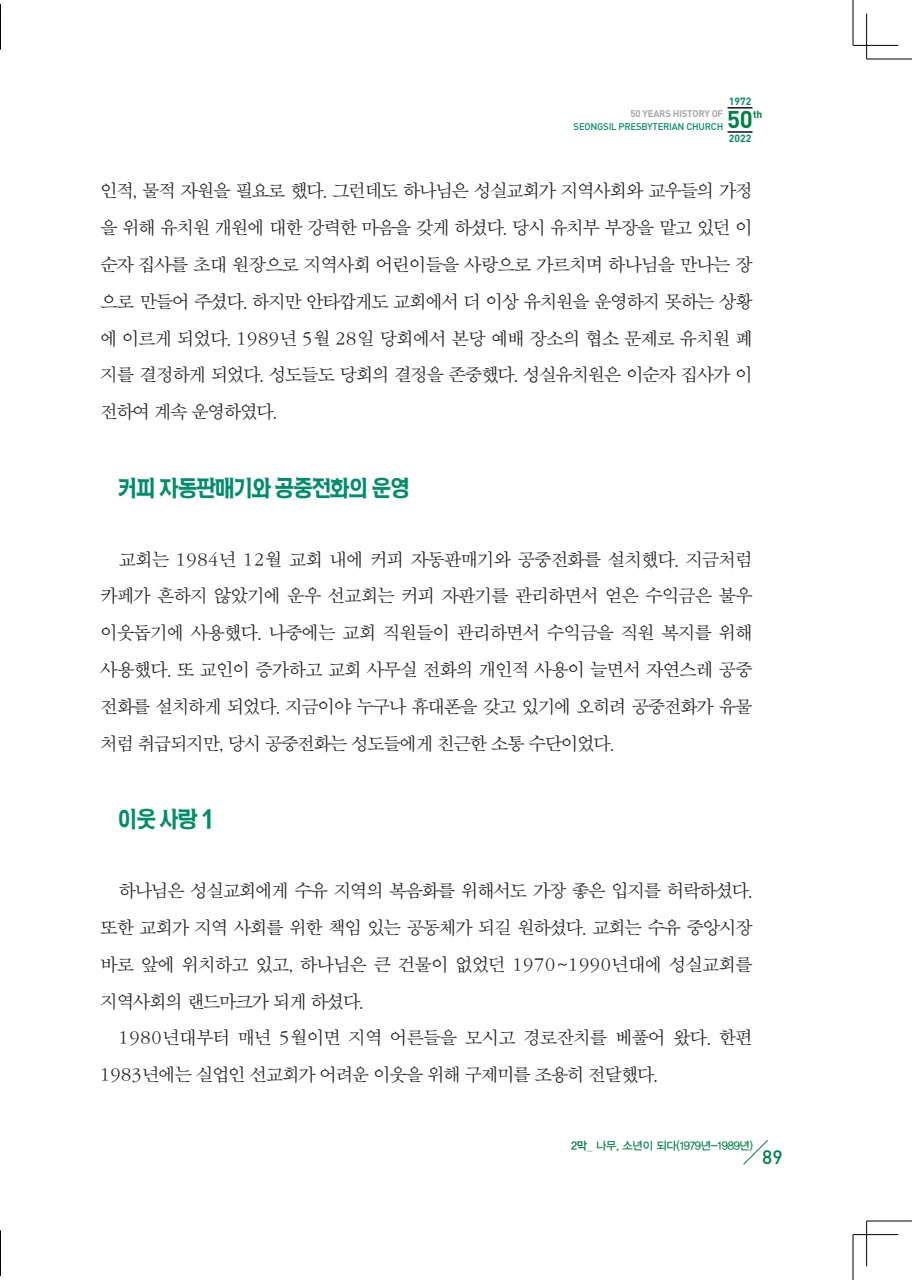 1972
50 YEARS HISTORY OF
SEONGSIL PRESBYTERIAN CHURCH
50th
2022
인적, 물적 자원을 필요로 했다. 그런데도 하나님은 성실교회가 지역사회와 교우들의 가정
을 위해 유치원 개원에 대한 강력한 마음을 갖게 하셨다. 당시 유치부 부장을 맡고 있던 이
순자 집사를 초대 원장으로 지역사회 어린이들을 사랑으로 가르치며 하나님을 만나는 장
으로 만들어 주셨다. 하지만 안타깝게도 교회에서 더 이상 유치원을 운영하지 못하는 상황
에 이르게 되었다. 1989년 5월 28일 당회에서 본당 예배 장소의 협소 문제로 유치원 폐
지를 결정하게 되었다. 성도들도 당회의 결정을 존중했다. 성실유치원은 이순자 집사가 이
전하여 계속 운영하였다.
커피 자동판매기와 공중전화의 운영
교회는 1984년 12월 교회 내에 커피 자동판매기와 공중전화를 설치했다. 지금처럼
카페가 흔하지 않았기에 운우 선교회는 커피 자판기를 관리하면서 얻은 수익금은 불우
이웃돕기에 사용했다. 나중에는 교회 직원들이 관리하면서 수익금을 직원 복지를 위해
사용했다. 또 교인이 증가하고 교회 사무실 전화의 개인적 사용이 늘면서 자연스레 공중
전화를 설치하게 되었다. 지금이야 누구나 휴대폰을 갖고 있기에 오히려 공중전화가 유물
처럼 취급되지만, 당시 공중전화는 성도들에게 친근한 소통 수단이었다.
이웃 사랑 1
하나님은 성실교회에게 수유 지역의 복음화를 위해서도 가장 좋은 입지를 허락하셨다.
또한 교회가 지역 사회를 위한 책임 있는 공동체가 되길 원하셨다. 교회는 수유 중앙시장
바로 앞에 위치하고 있고, 하나님은 큰 건물이 없었던 1970~1990년대에 성실교회를
지역사회의 랜드마크가 되게 하셨다.
1980년대부터 매년 5월이면 지역 어른들을 모시고 경로잔치를 베풀어 왔다. 한편
1983년에는 실업인 선교회가 어려운 이웃을 위해 구제미를 조용히 전달했다.
2막_ 나무, 소년이 되다(1979년-1989년)
89